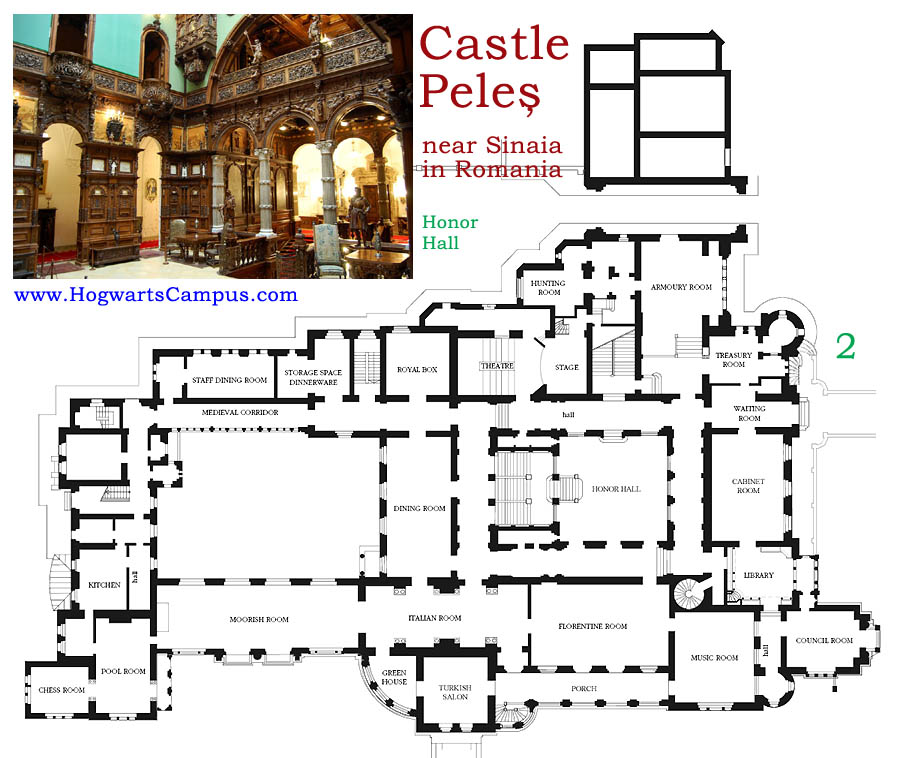 Castle
Peleş
near Sinaia
in Romania
Honor
Hall
www.HogwartsCampus.com
2
HUNTING
ROOM
ARMOURY ROOM
THEATRE
STAGE
TREASURY
ROOM
STAFF DINING ROOM
STORAGE SPACE
DINNERWARE
ROYAL BOX
MEDIEVAL CORRIDOR
hall
WAITING
ROOM
DINING ROOM
HONOR HALL
CABINET
ROOM
KITCHEN
hall
LIBRARY
MOORISH ROOM
ITALIAN ROOM
FLORENTINE ROOM
MUSIC ROOM
hall
COUNCIL ROOM
CHESS ROOM
POOL ROOM
GREEN
HOUSE
TURKISH
SALON
PORCH